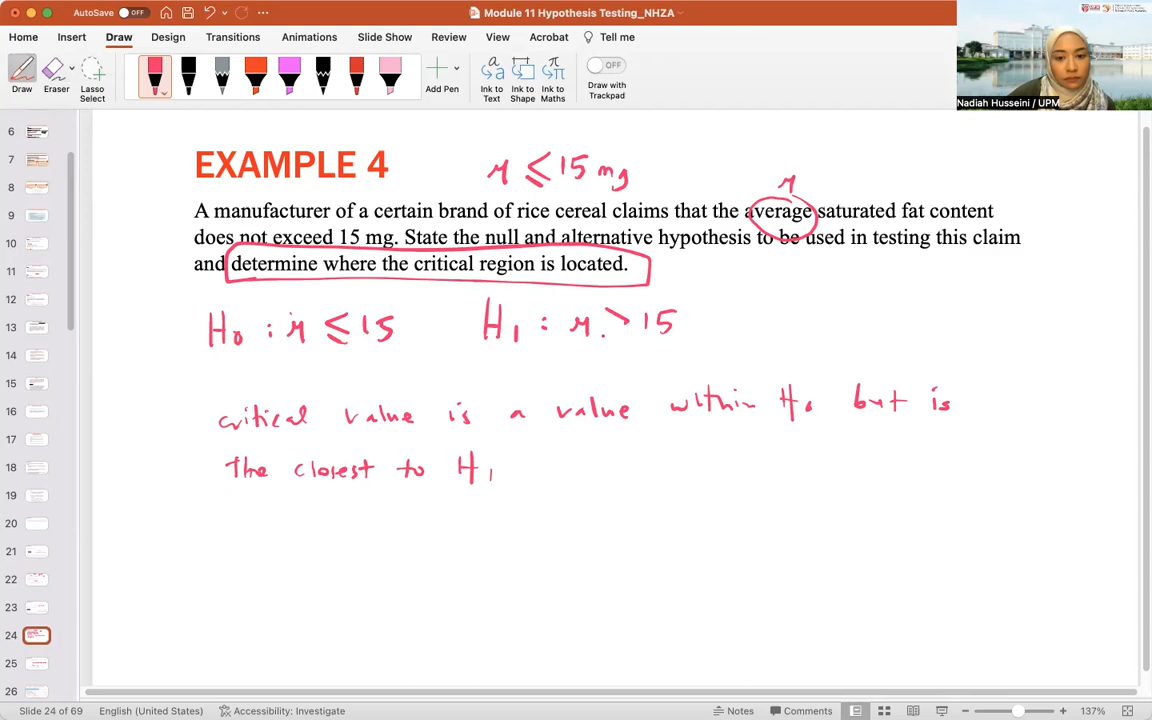 AutoSave OFF
Module 11 Hypothesis Testing_NHZA
Home Insert Draw Design Transitions Animations Slide Show Review View Acrobat Tell me
Draw
Eraser
Lasso Select
Add Pen
Ink to Text
Ink to Shape
Ink to Maths
OFF
Draw with Trackpad
Nadiah Husseini / UPM
6
7
8
9
10
11
12
13
14
15
16
17
18
19
20
21
22
23
24
25
26
EXAMPLE 4
μ ≤ 15 mg
μ
A manufacturer of a certain brand of rice cereal claims that the average saturated fat content
does not exceed 15 mg. State the null and alternative hypothesis to be used in testing this claim
and determine where the critical region is located.
H₀ : μ ≤ 15 H₁ : μ > 15
critical value is a value within H₀ but is
the closest to H₁
Slide 24 of 69 English (United States) Accessibility: Investigate Notes Comments 137%